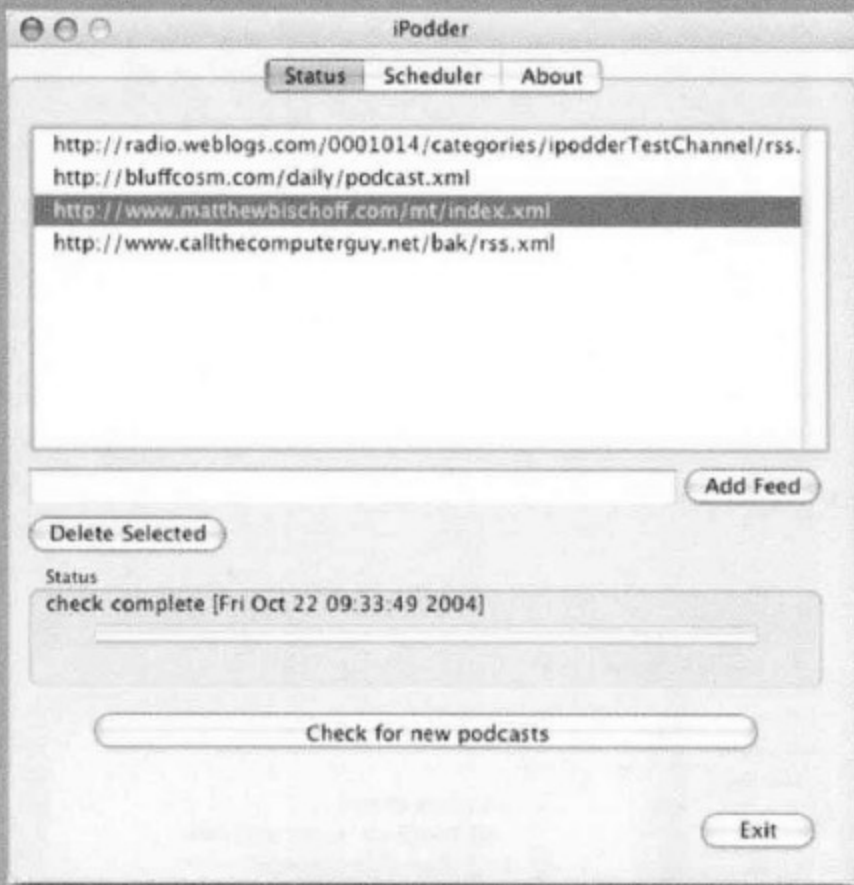 iPodder
Status Scheduler About
http://radio.weblogs.com/0001014/categories/ipodderTestChannel/rss.
http://bluffcosm.com/daily/podcast.xml
http://www.matthewbischoff.com/mt/index.xml
http://www.callthecomputerguy.net/bak/rss.xml
Add Feed
Delete Selected
Status
check complete [Fri Oct 22 09:33:49 2004]
Check for new podcasts
Exit